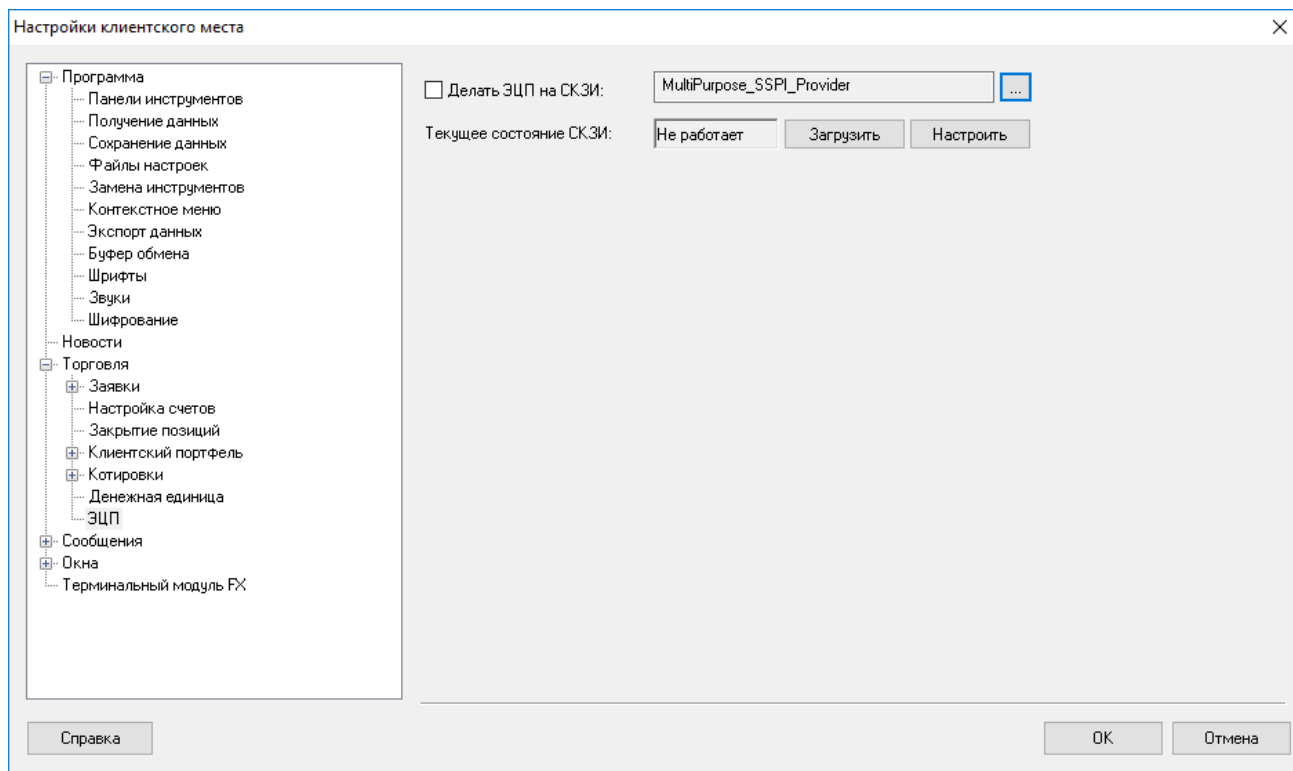 Настройки клиентского места
Программа
Панели инструментов
Получение данных
Сохранение данных
Файлы настроек
Замена инструментов
Контекстное меню
Экспорт данных
Буфер обмена
Шрифты
Звуки
Шифрование
Новости
Торговля
Заявки
Настройка счетов
Закрытие позиций
Клиентский портфель
Котировки
Денежная единица
ЭЦП
Сообщения
Окна
Терминальный модуль FX
Делать ЭЦП на СКЗИ: MultiPurpose_SSPI_Provider ...
Текущее состояние СКЗИ: Не работает Загрузить Настроить
Справка OK Отмена